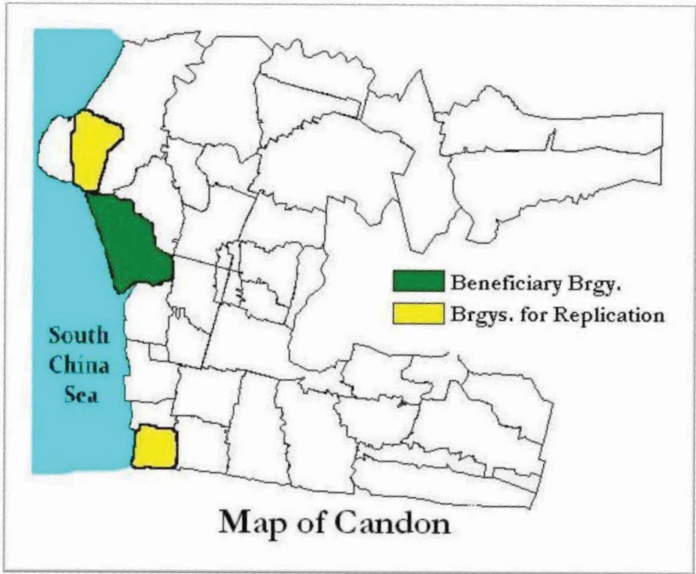 Beneficiary Brgy.
Brgys. for Replication
South
China
Sea
Map of Candon